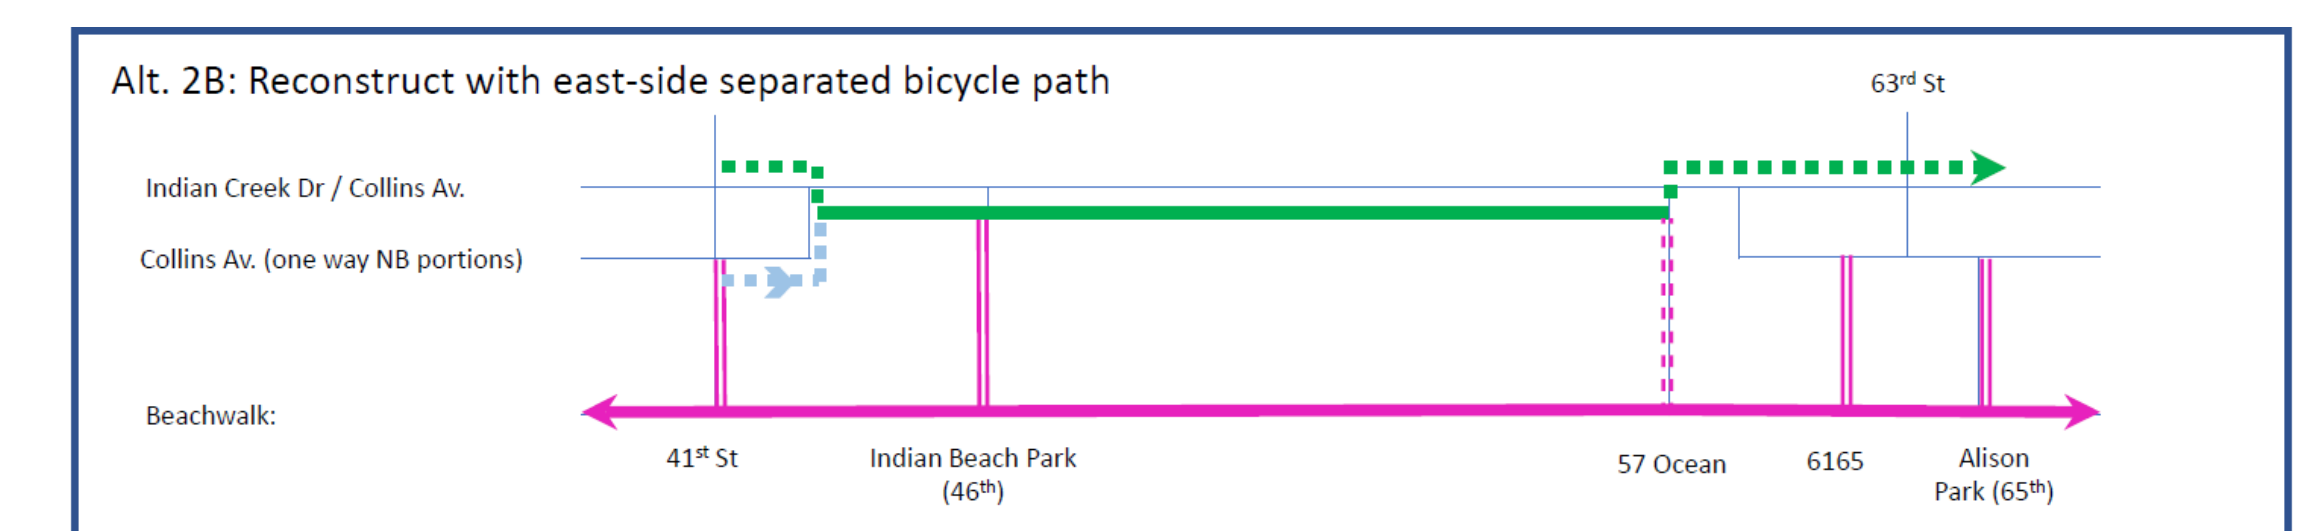 Alt. 2B: Reconstruct with east-side separated bicycle path
63rd St
Indian Creek Dr / Collins Av.
Collins Av. (one way NB portions)
Beachwalk:
41st St
Indian Beach Park
(46th)
57 Ocean
6165
Alison
Park (65th)